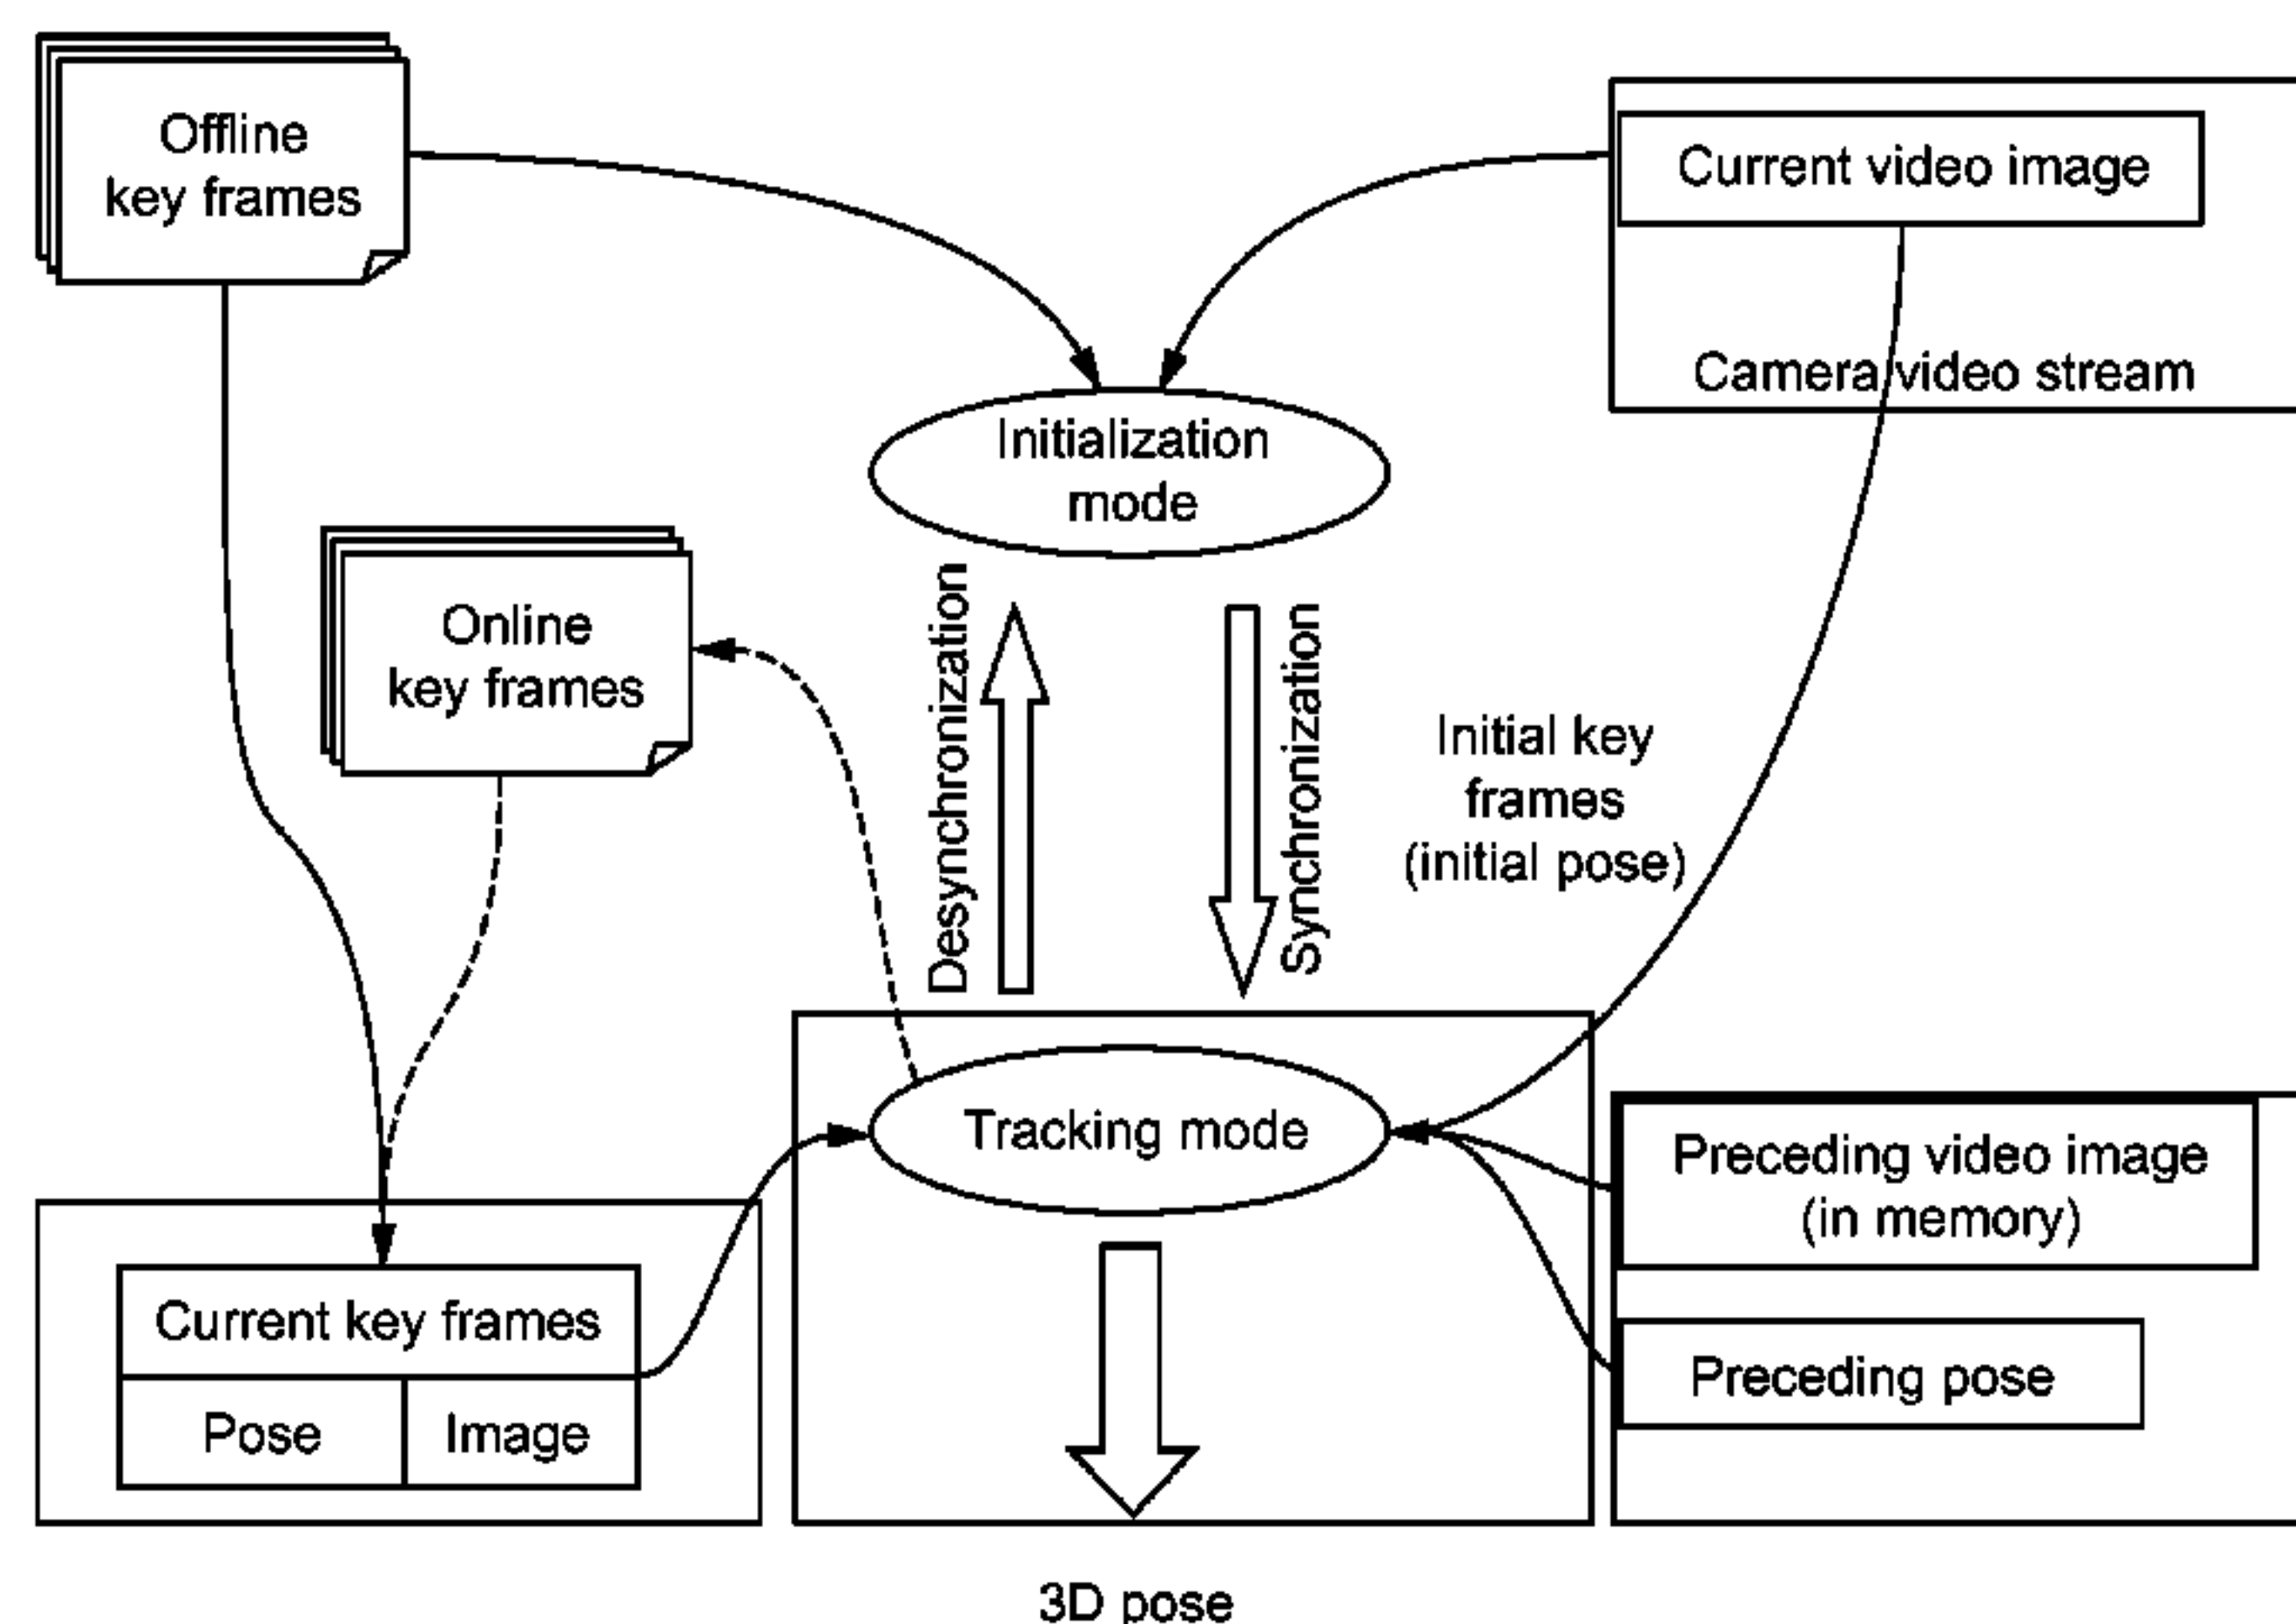 Offline
key frames
Current video image
Camera video stream
Initialization
mode
Online
key frames
Desynchronization
Synchronization
Initial key
frames
(initial pose)
Tracking mode
Preceding video image
(in memory)
Current key frames
Pose
Image
Preceding pose
3D pose